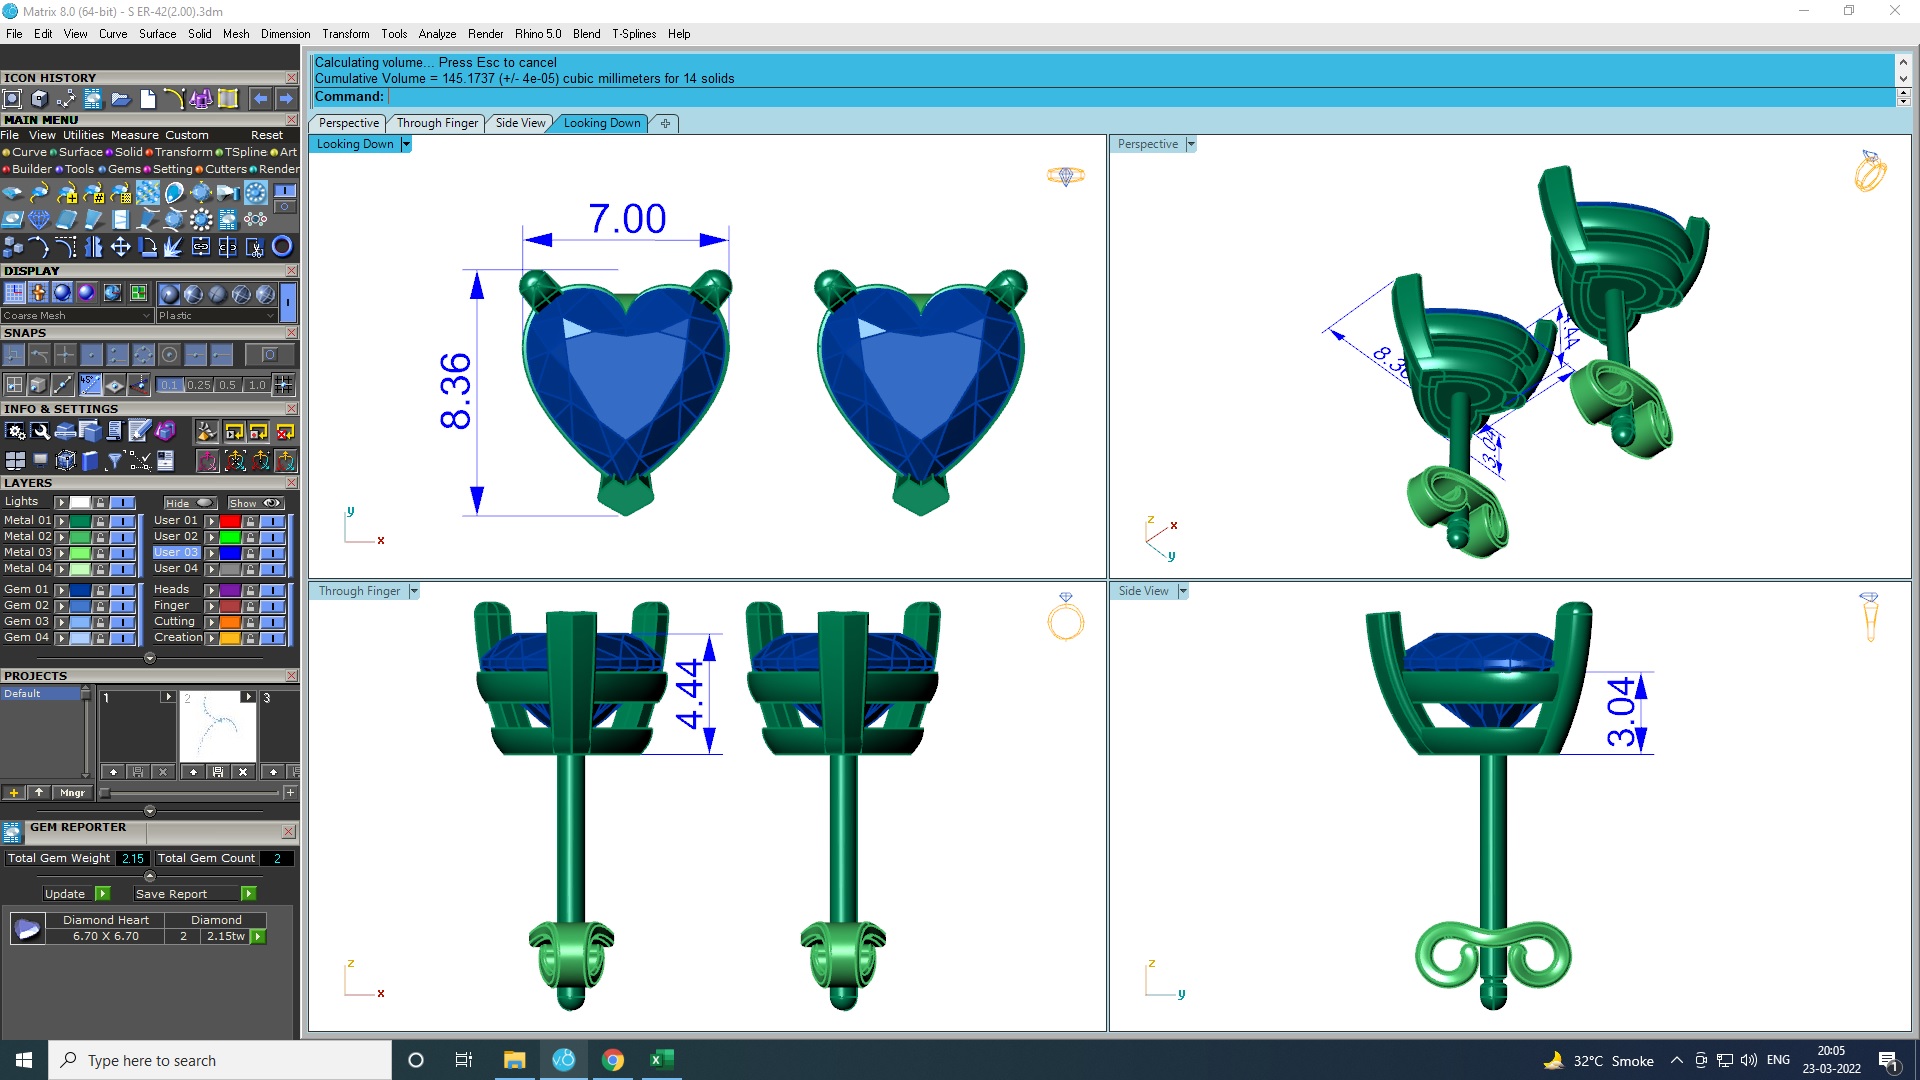 Matrix 8.0 (64-bit) - S ER-42(2.00).3dm
File Edit View Curve Surface Solid Mesh Dimension Transform Tools Analyze Render Rhino 5.0 Blend T-Splines Help
ICON HISTORY
MAIN MENU
File View Utilities Measure Custom Reset
Curve Surface Solid Transform TSpline Art
Builder Tools Gems Setting Cutters Render
DISPLAY
Coarse Mesh Plastic
SNAPS
0.1 0.25 0.5 1.0
INFO & SETTINGS
LAYERS
Lights Hide Show
Metal 01 User 01
Metal 02 User 02
Metal 03 User 03
Metal 04 User 04
Gem 01 Heads
Gem 02 Finger
Gem 03 Cutting
Gem 04 Creation
PROJECTS
Default 1 2 3
Mngr
GEM REPORTER
Total Gem Weight 2.15 Total Gem Count 2
Update Save Report
Diamond Heart Diamond
6.70 X 6.70 2 2.15tw
Calculating volume... Press Esc to cancel
Cumulative Volume = 145.1737 (+/- 4e-05) cubic millimeters for 14 solids
Command:
Perspective Through Finger Side View Looking Down
Looking Down
7.00
8.36
y
x
Perspective
8.36
4.44
3.04
z
x
y
Through Finger
4.44
z
x
Side View
3.04
z
y
Type here to search
32°C Smoke
ENG
20:05
23-03-2022
1